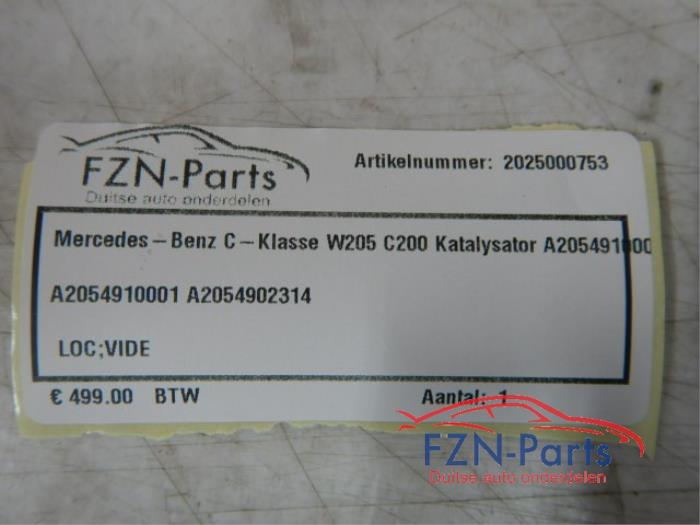 FZN-Parts
Duitse auto onderdelen
Artikelnummer: 2025000753
Mercedes-Benz C-Klasse W205 C200 Katalysator A205491000
A2054910001 A2054902314
LOC;VIDE
€ 499.00 BTW
Aantal: 1
FZN-Parts
Duitse auto onderdelen